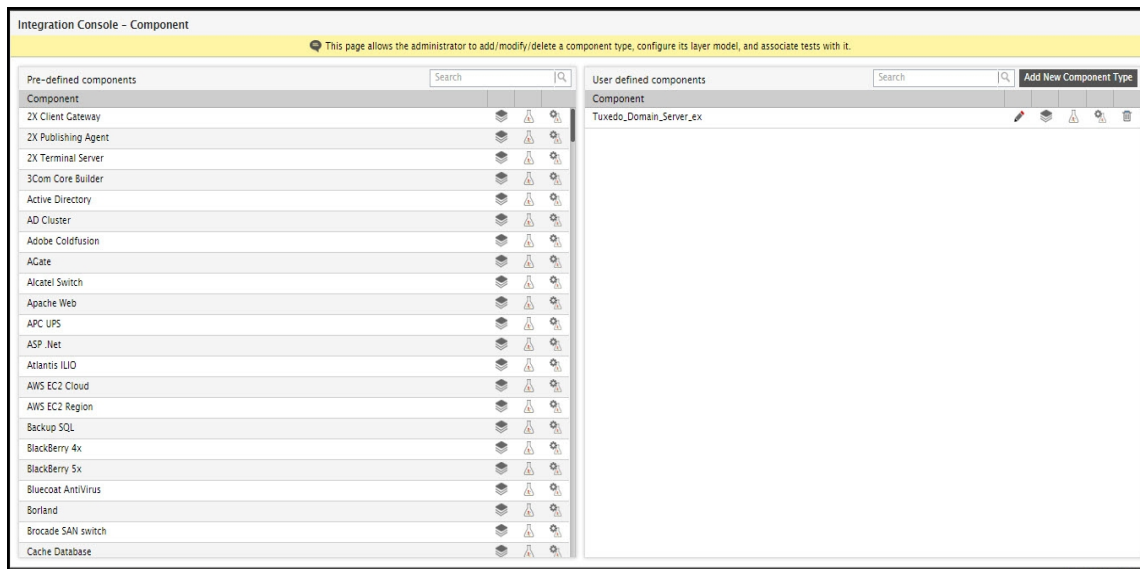 Integration Console - Component
This page allows the administrator to add/modify/delete a component type, configure its layer model, and associate tests with it.
Pre-defined components
Search
Component
2X Client Gateway
2X Publishing Agent
2X Terminal Server
3Com Core Builder
Active Directory
AD Cluster
Adobe Coldfusion
AGate
Alcatel Switch
Apache Web
APC UPS
ASP .Net
Atlantis ILIO
AWS EC2 Cloud
AWS EC2 Region
Backup SQL
BlackBerry 4x
BlackBerry 5x
Bluecoat AntiVirus
Borland
Brocade SAN switch
Cache Database
User defined components
Search
Add New Component Type
Component
Tuxedo_Domain_Server_ex